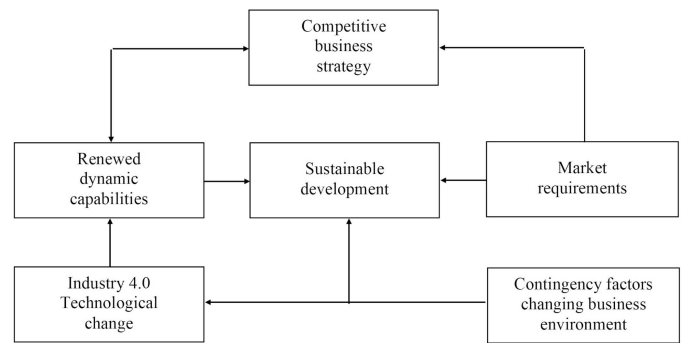 Competitive
business
strategy
Renewed
dynamic
capabilities
Sustainable
development
Market
requirements
Industry 4.0
Technological
change
Contingency factors
changing business
environment